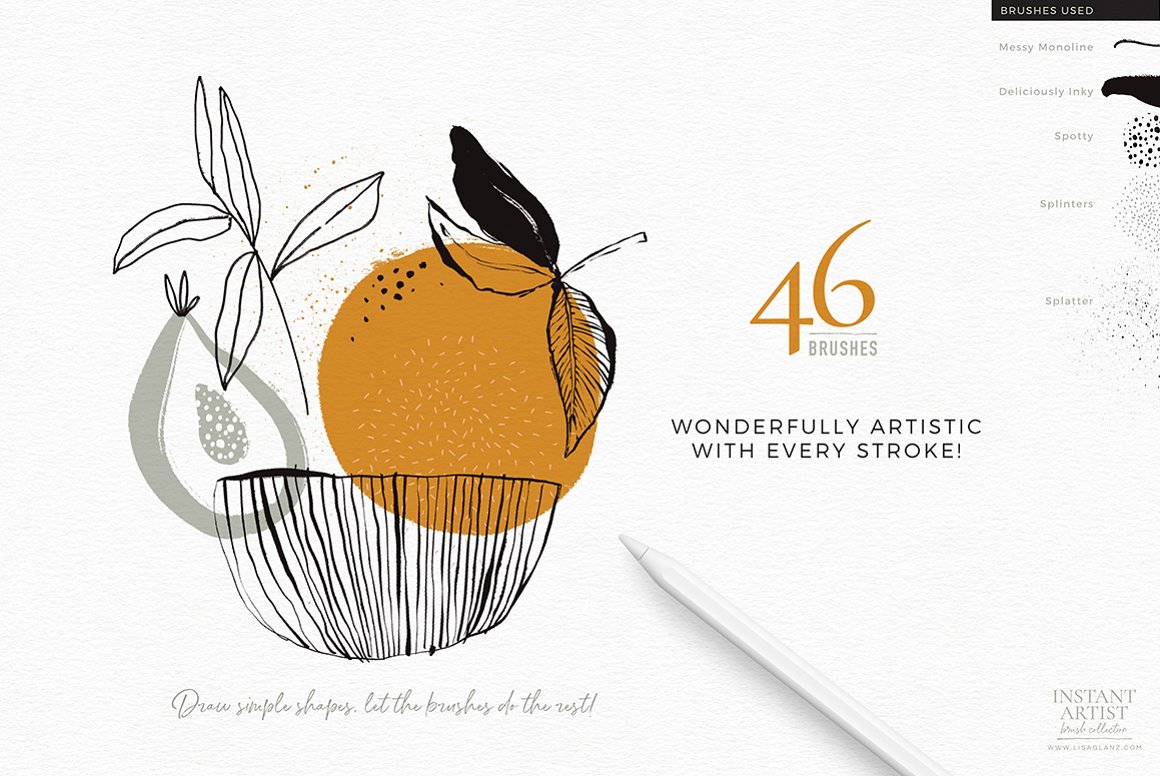 BRUSHES USED
Messy Monoline
Deliciously Inky
Spotty
Splinters
Splatter
46
BRUSHES
WONDERFULLY ARTISTIC
WITH EVERY STROKE!
Draw simple shapes, let the brushes do the rest!
INSTANT
ARTIST
brush collection
WWW.LISAGLANZ.COM